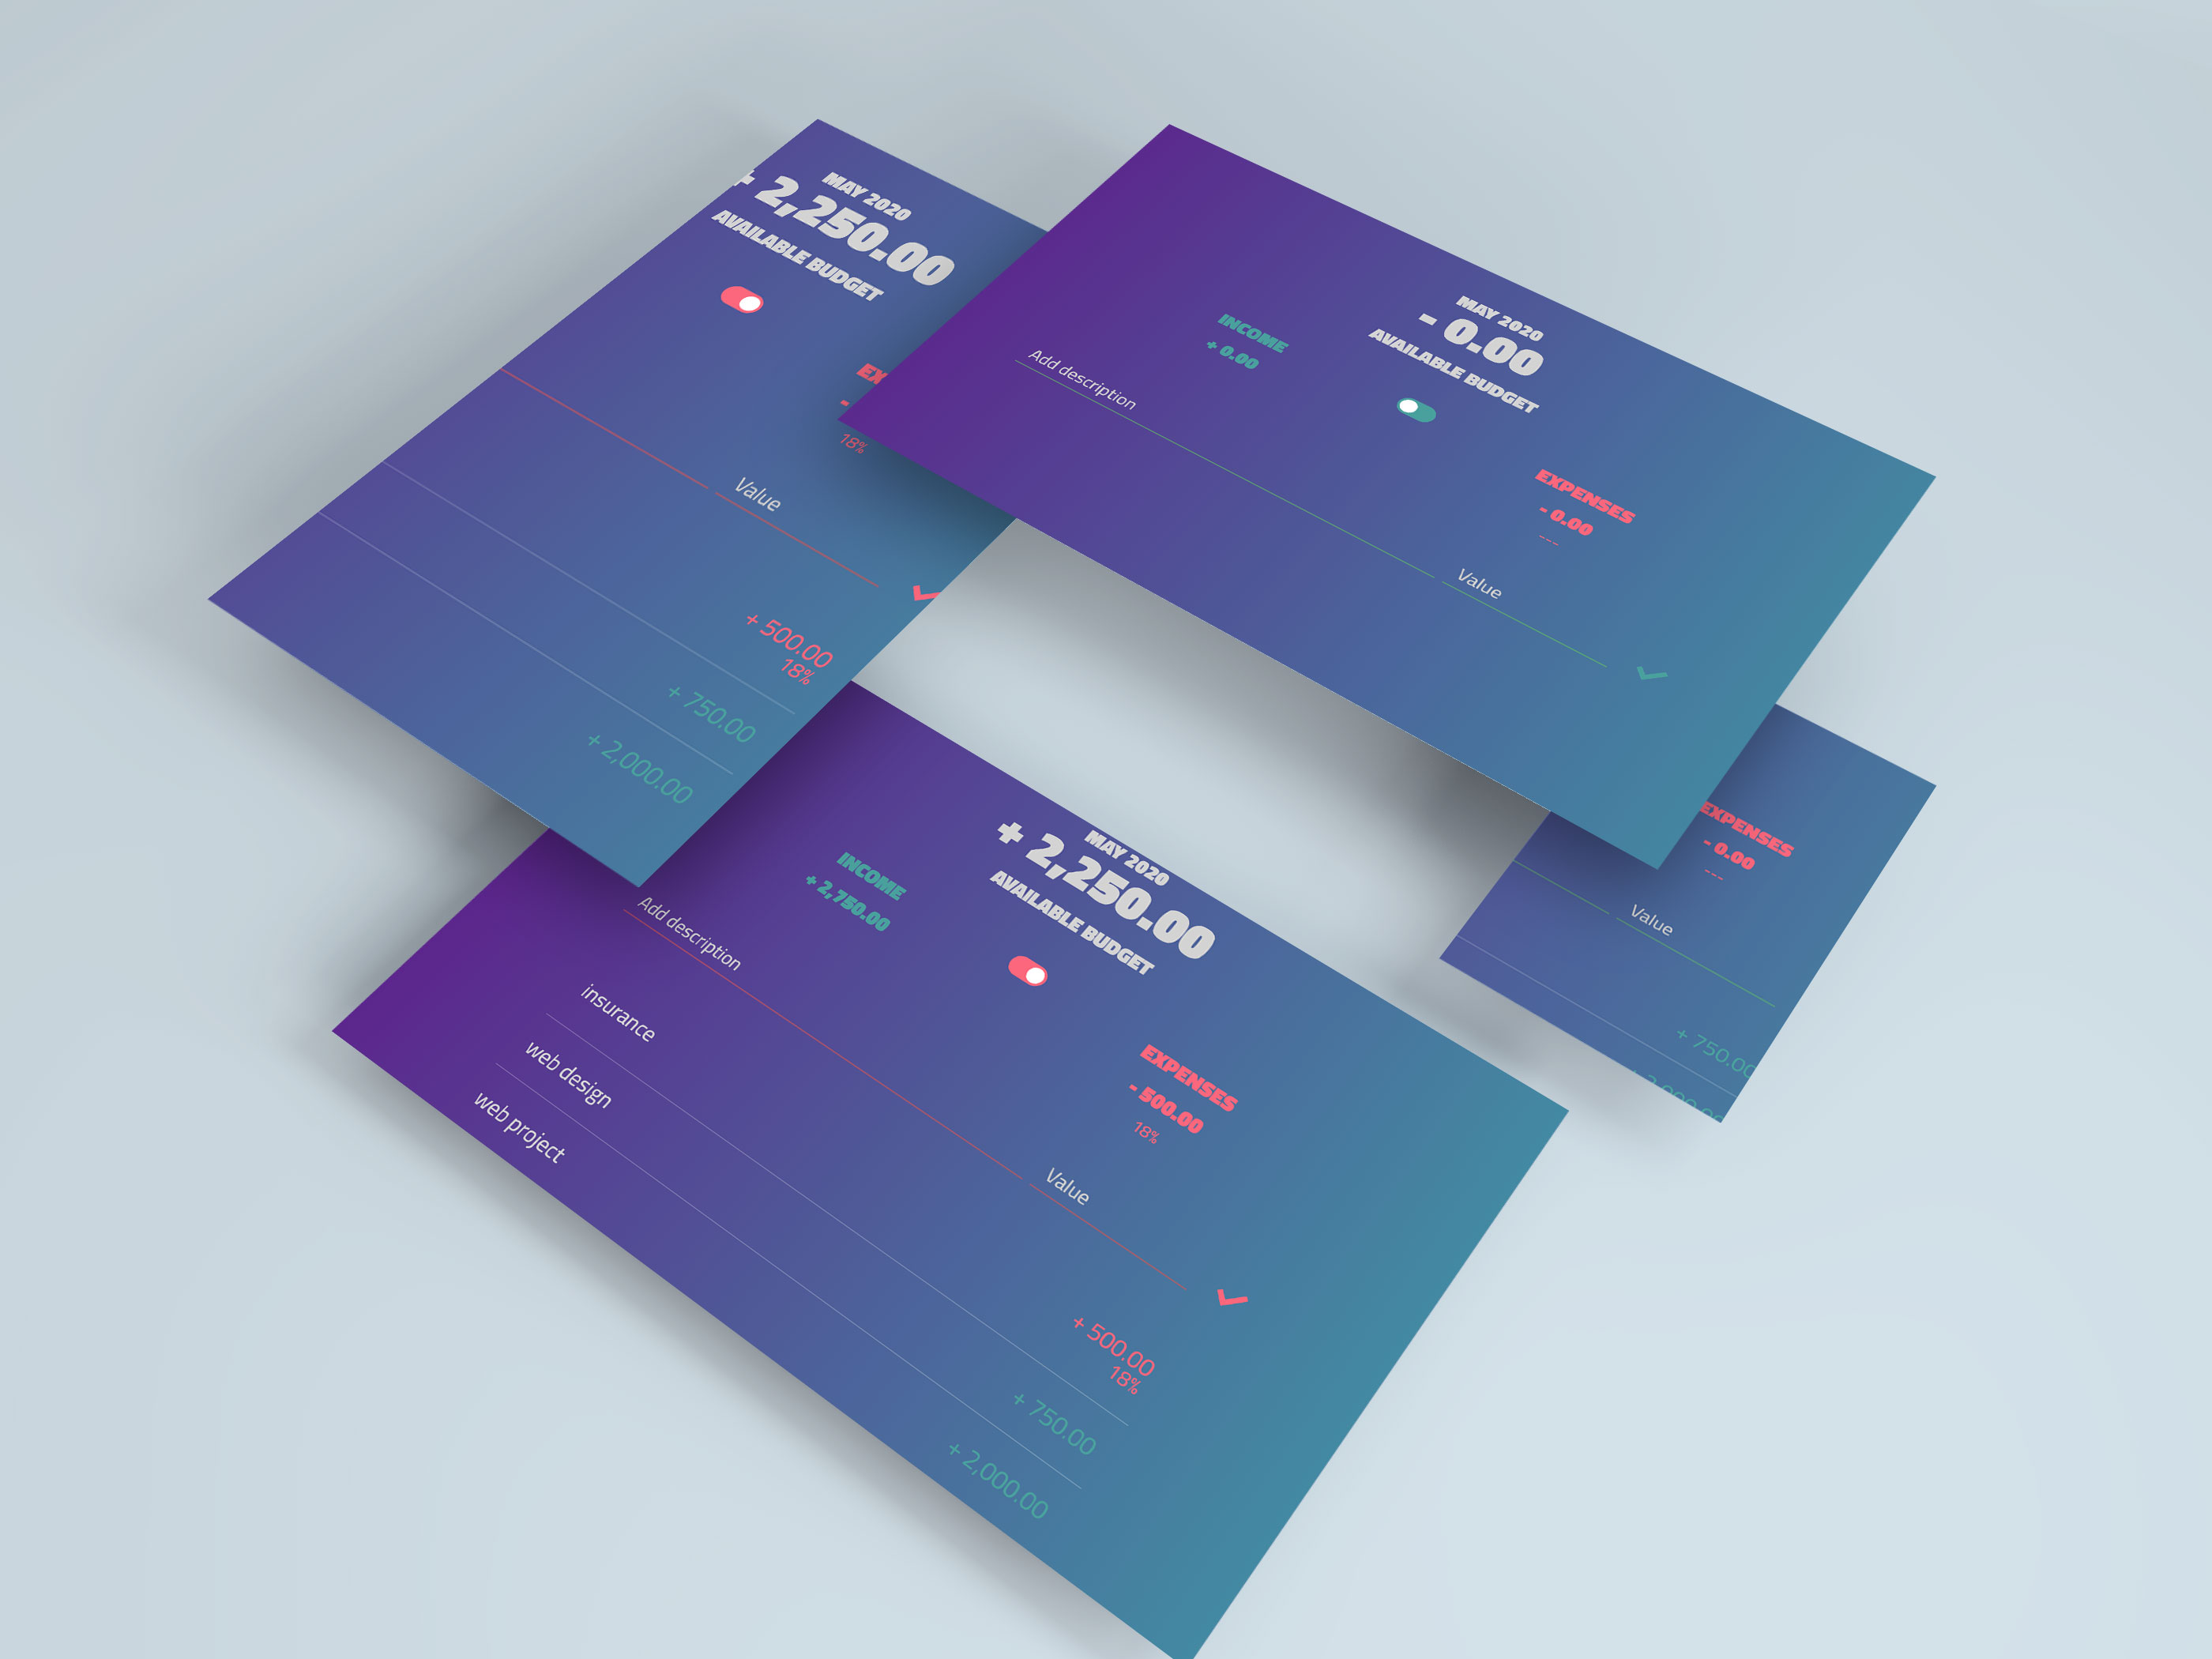 MAY 2020
+ 2,250.00
AVAILABLE BUDGET
18%
Value
+ 500.00
18%
+ 750.00
+ 2,000.00
MAY 2020
- 0.00
AVAILABLE BUDGET
INCOME
+ 0.00
EXPENSES
- 0.00
---
Add description
Value
EXPENSES
- 0.00
---
Value
+ 750.00
MAY 2020
+ 2,250.00
AVAILABLE BUDGET
INCOME
+ 2,750.00
EXPENSES
- 500.00
18%
Add description
Value
insurance
+ 500.00
18%
web design
+ 750.00
web project
+ 2,000.00